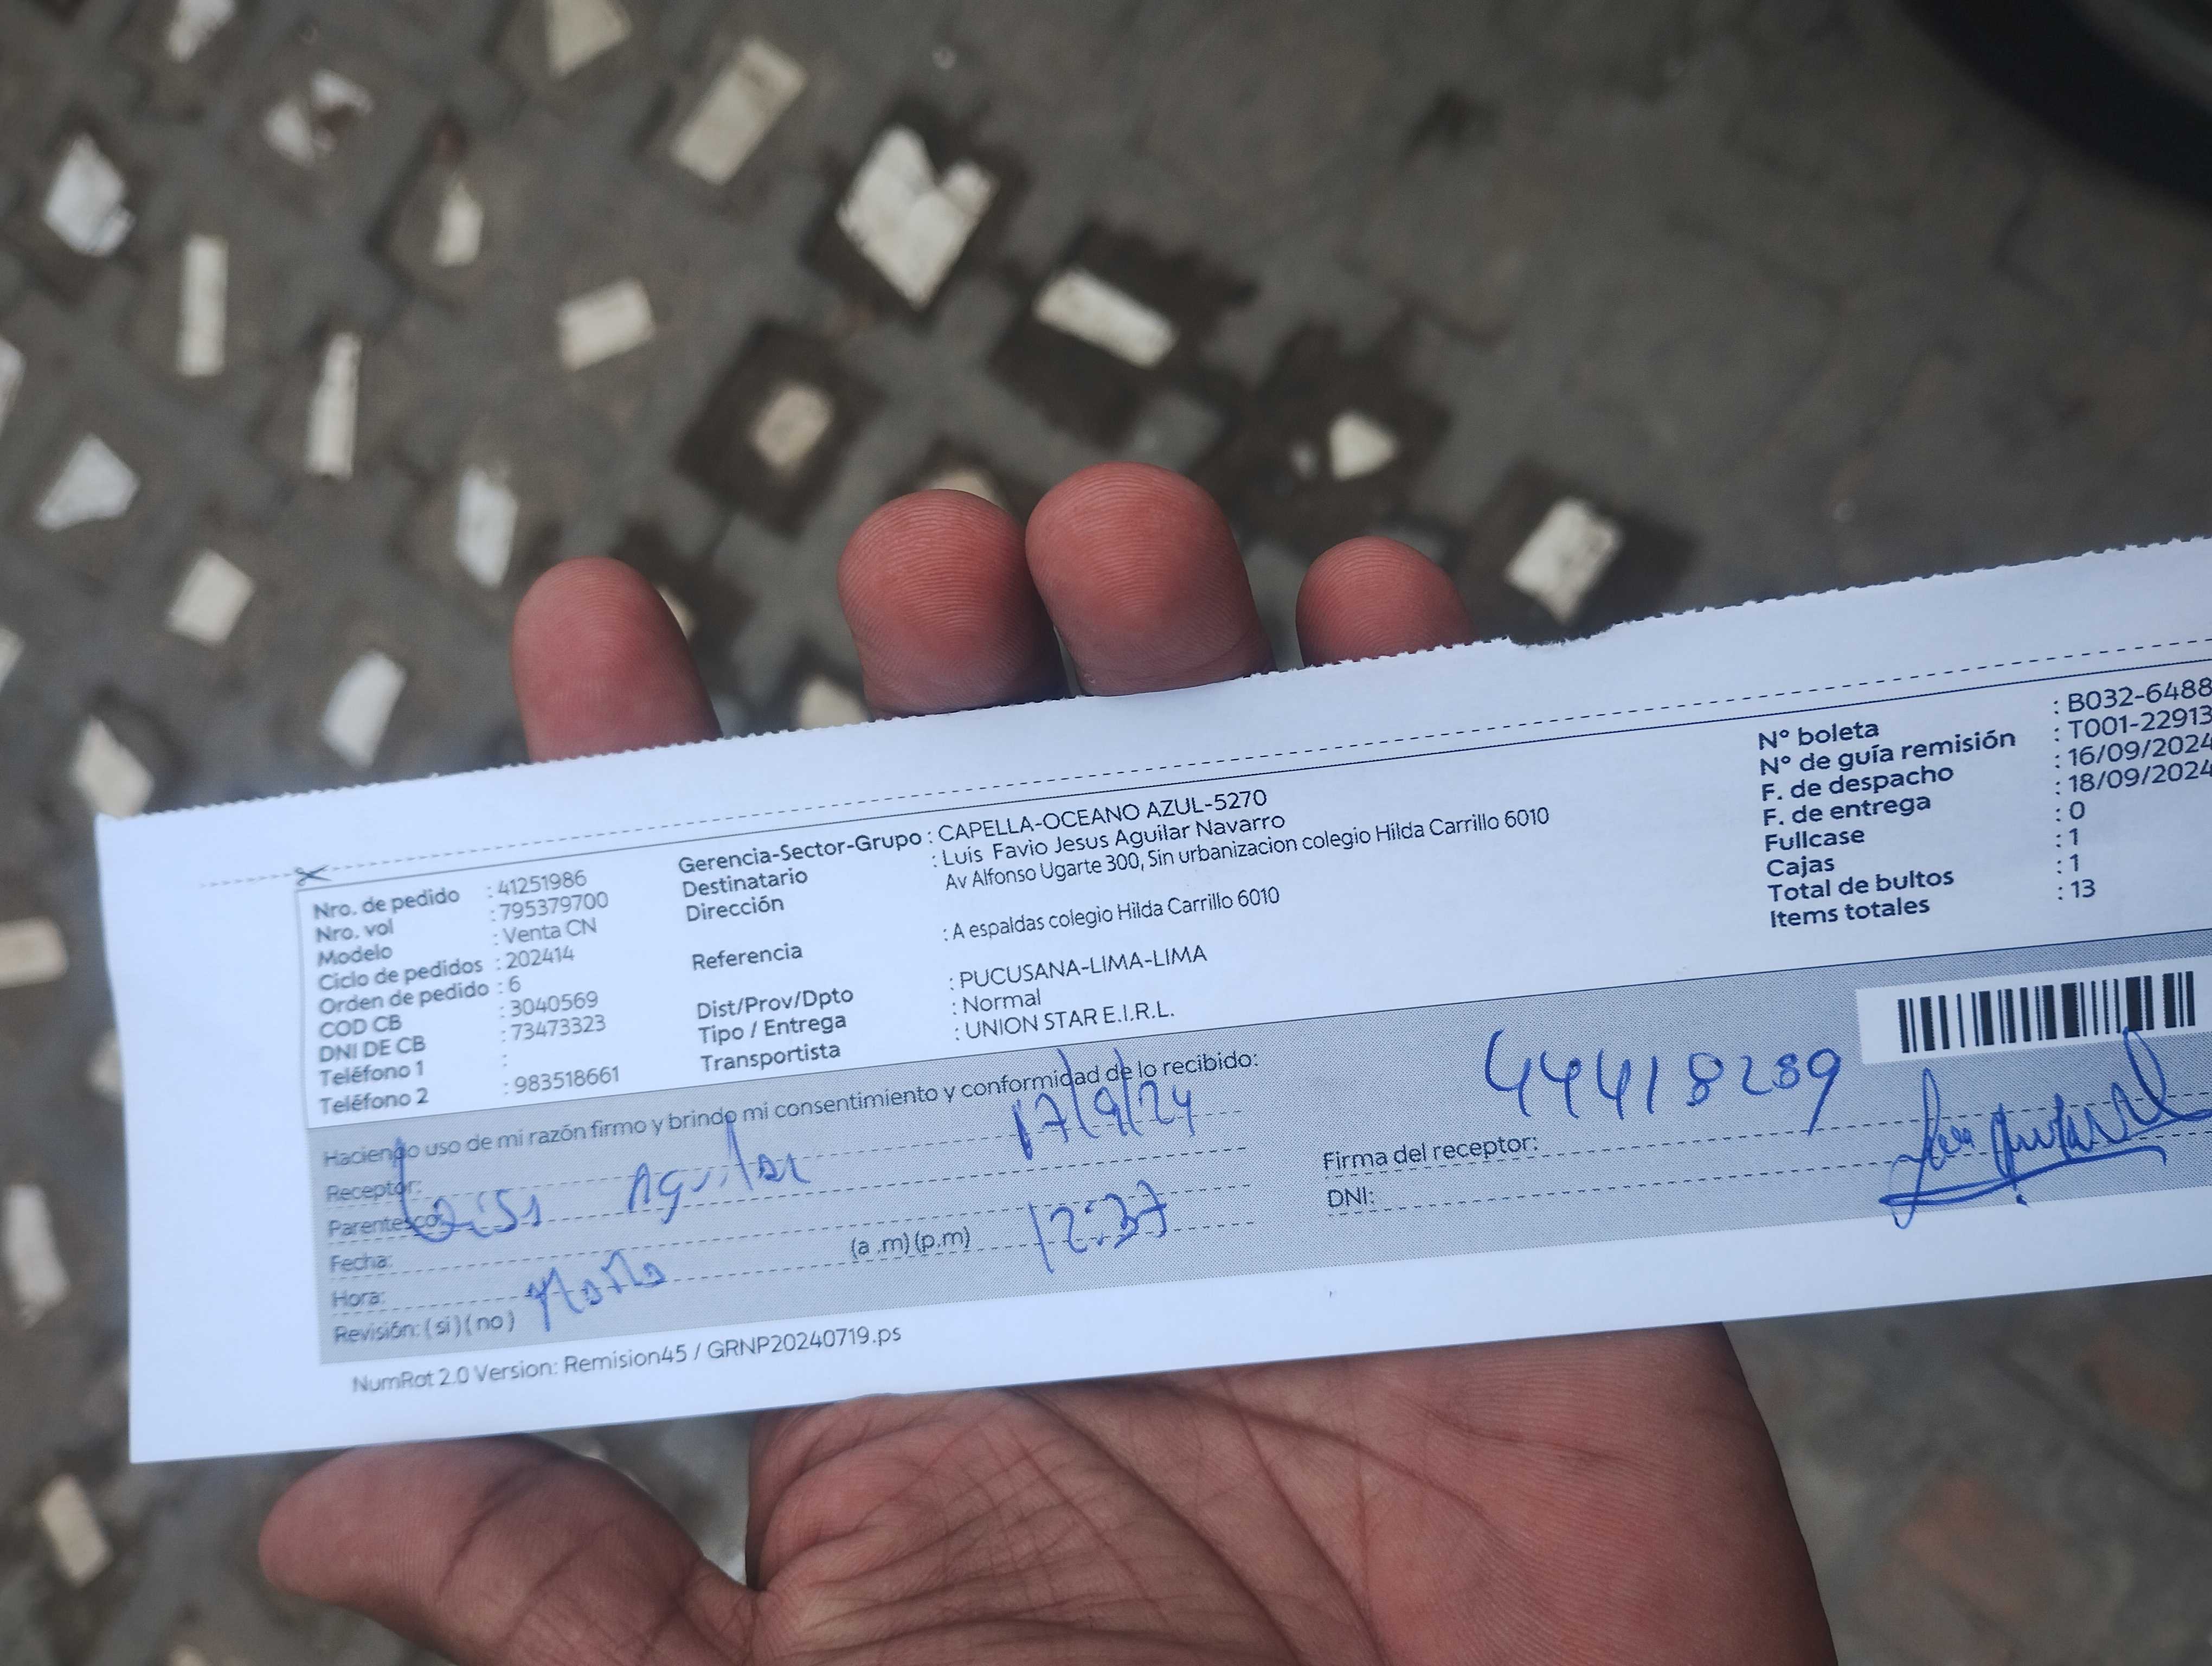 Nro. de pedido : 41251986
Nro. vol : 795379700
Modelo : Venta CN
Ciclo de pedidos : 202414
Orden de pedido : 6
COD CB : 3040569
DNI DE CB : 73473323
Teléfono 1 :
Teléfono 2 : 983518661
Gerencia-Sector-Grupo : CAPELLA-OCEANO AZUL-5270
Destinatario : Luis Favio Jesus Aguilar Navarro
Dirección Av Alfonso Ugarte 300, Sin urbanizacion colegio Hilda Carrillo 6010
Referencia : A espaldas colegio Hilda Carrillo 6010
Dist/Prov/Dpto : PUCUSANA-LIMA-LIMA
Tipo / Entrega : Normal
Transportista : UNION STAR E.I.R.L.
N° boleta : B032-6488
N° de guía remisión : T001-22913
F. de despacho : 16/09/2024
F. de entrega : 18/09/2024
Fullcase : 0
Cajas : 1
Total de bultos : 1
Items totales : 13
Haciendo uso de mi razón firmo y brindo mi consentimiento y conformidad de lo recibido:
17/9/24
Receptor: Aguilar
Parentesco:
Fecha:
Hora: (a .m)(p.m) 12:37
Revisión: (si)(no)
44418289
Firma del receptor:
DNI:
NumRot 2.0 Version: Remision45 / GRNP20240719.ps